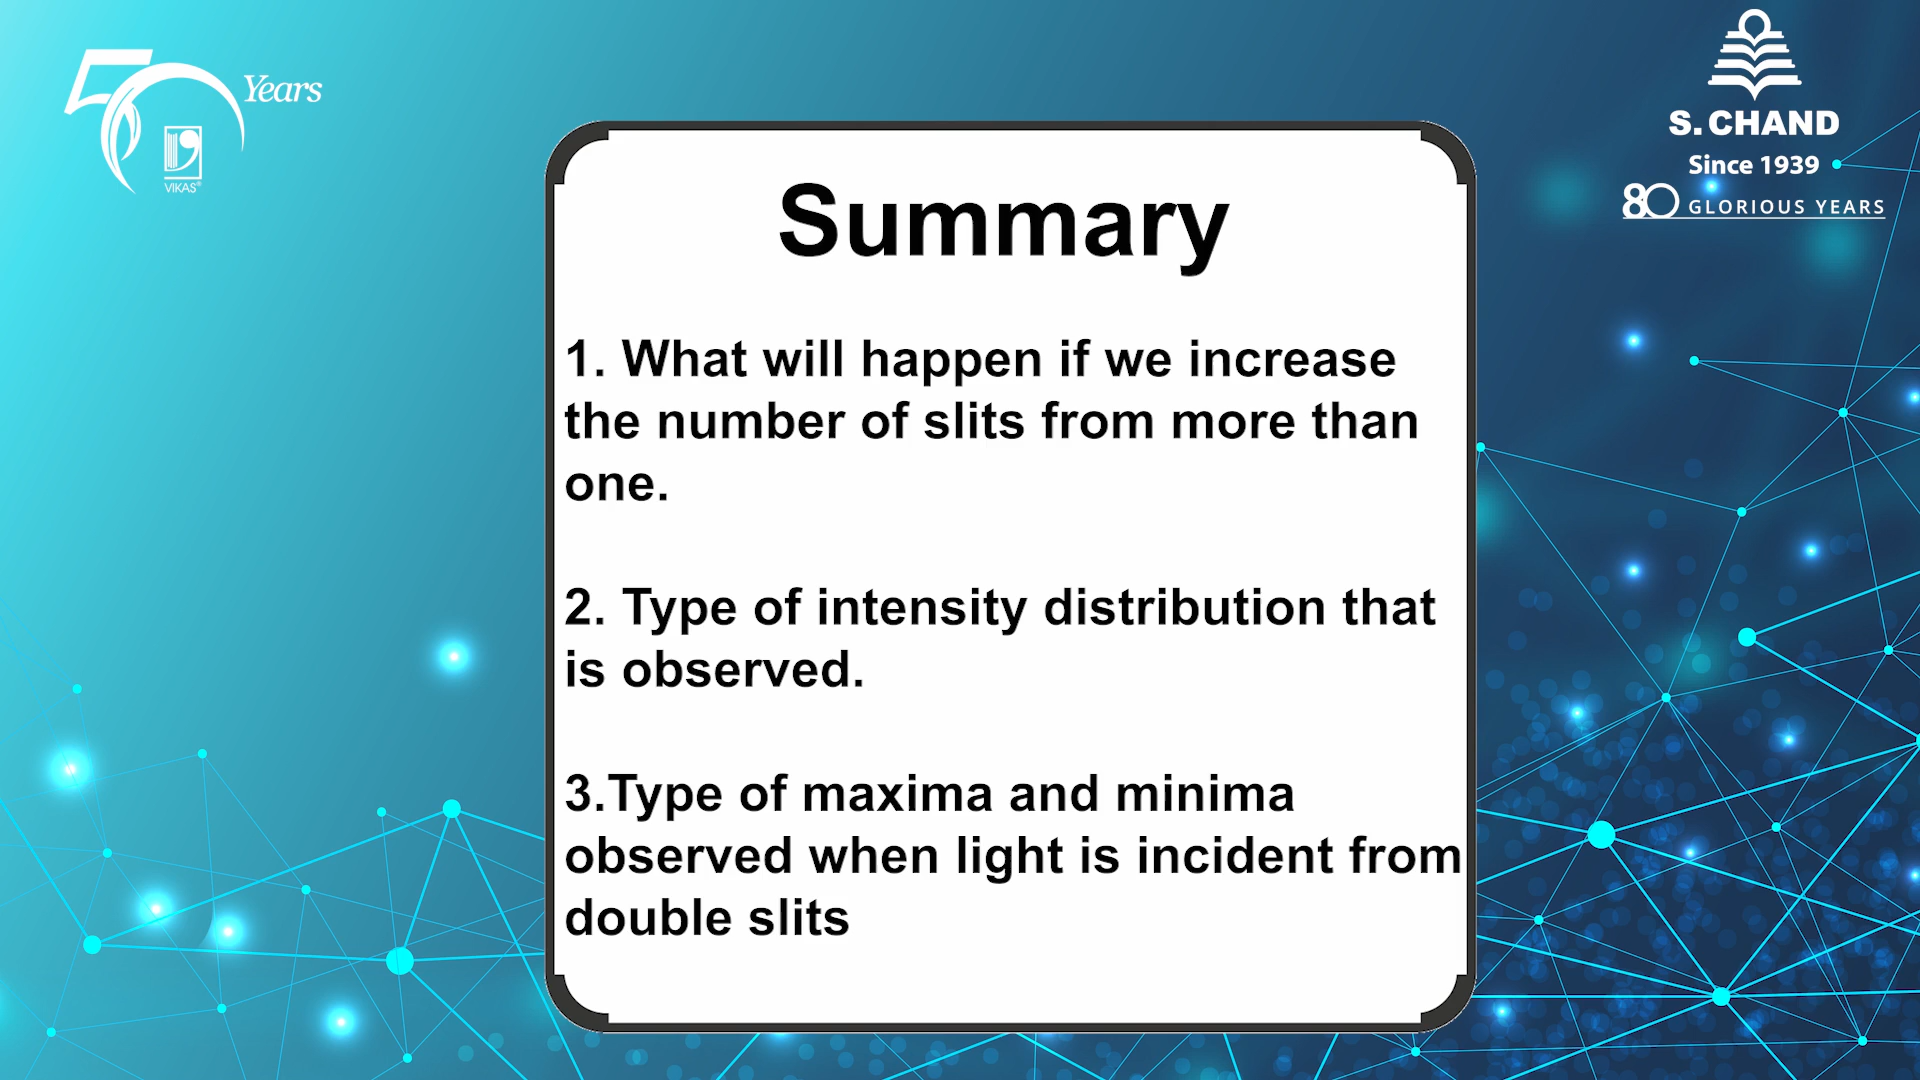 50 Years
VIKAS®
S. CHAND
Since 1939
80 GLORIOUS YEARS
Summary
1. What will happen if we increase
the number of slits from more than
one.
2. Type of intensity distribution that
is observed.
3.Type of maxima and minima
observed when light is incident from
double slits